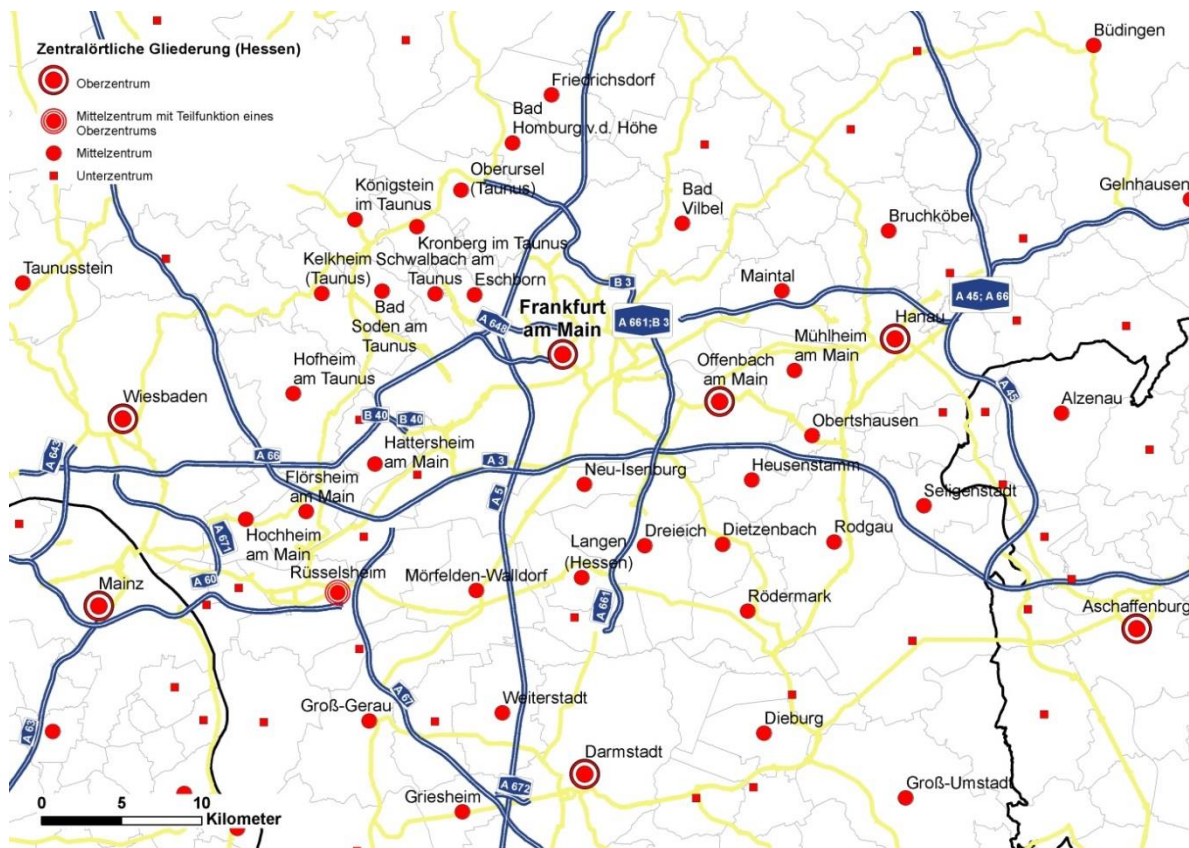 Zentralörtliche Gliederung (Hessen)
Oberzentrum
Mittelzentrum mit Teilfunktion eines
Oberzentrums
Mittelzentrum
Unterzentrum
Büdingen
Friedrichsdorf
Bad
Homburg v.d. Höhe
Oberursel
(Taunus)
Königstein
im Taunus
Bad
Vilbel
Gelnhausen
Bruchköbel
Kronberg im Taunus
Taunusstein
Kelkheim
(Taunus)
Schwalbach am
Taunus
Eschborn
B 3
Maintal
A 45; A 66
Bad
Soden am
Taunus
Frankfurt
am Main
A 648
A 661;B 3
Hanau
Mühlheim
am Main
Hofheim
am Taunus
Offenbach
am Main
A 45
Wiesbaden
B 40
B 40
Alzenau
Obertshausen
A 643
A 66
Hattersheim
am Main
A 3
Neu-Isenburg
Heusenstamm
Flörsheim
am Main
A 5
Seligenstadt
A 671
Hochheim
am Main
Langen
(Hessen)
Dreieich
Dietzenbach
Rodgau
Mainz
A 60
Rüsselsheim
Mörfelden-Walldorf
A 661
Rödermark
Aschaffenburg
A 63
Groß-Gerau
A 67
Weiterstadt
Dieburg
Darmstadt
A 672
Griesheim
Groß-Umstadt
0 5 10
Kilometer